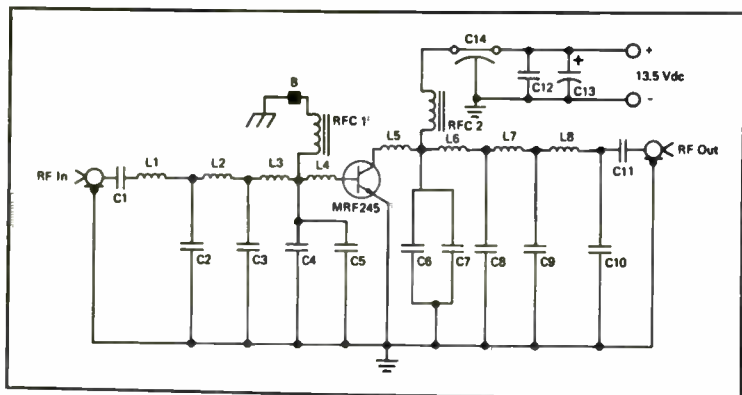 C14
+
B
+
13.5 Vdc
C12
C13
RFC 1
-
RFC 2
L5
L6
L7
L8
L1
L2
L3
L4
RF In
RF Out
C1
MRF245
C11
C2
C3
C4
C5
C6
C7
C8
C9
C10